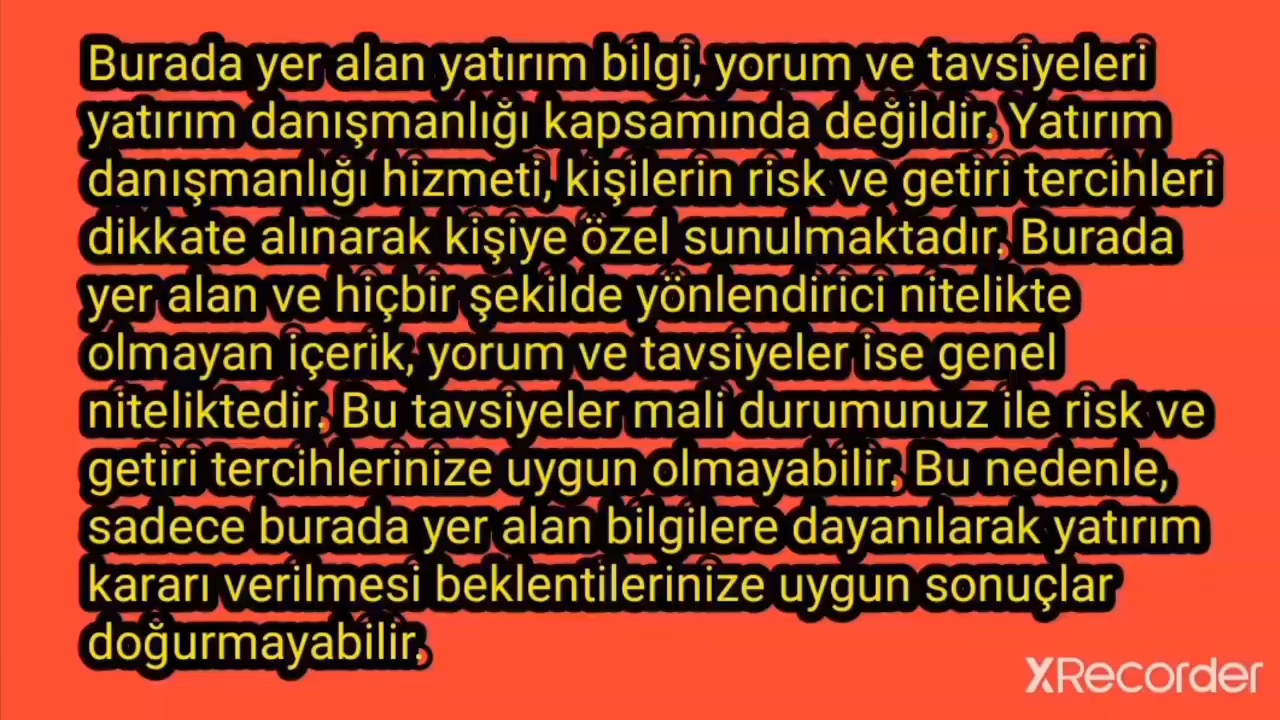 Burada yer alan yatırım bilgi, yorum ve tavsiyeleri
yatırım danışmanlığı kapsamında değildir. Yatırım
danışmanlığı hizmeti, kişilerin risk ve getiri tercihleri
dikkate alınarak kişiye özel sunulmaktadır. Burada
yer alan ve hiçbir şekilde yönlendirici nitelikte
olmayan içerik, yorum ve tavsiyeler ise genel
niteliktedir. Bu tavsiyeler mali durumunuz ile risk ve
getiri tercihlerinize uygun olmayabilir. Bu nedenle,
sadece burada yer alan bilgilere dayanılarak yatırım
kararı verilmesi beklentilerinize uygun sonuçlar
doğurmayabilir.
XRecorder